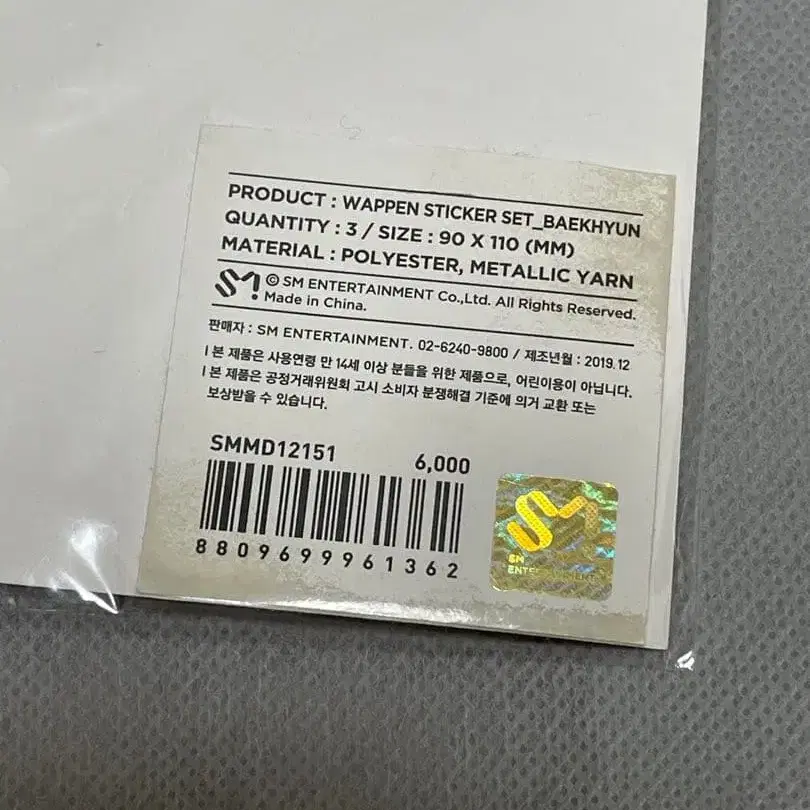 PRODUCT : WAPPEN STICKER SET_BAEKHYUN
QUANTITY : 3 / SIZE : 90 X 110 (MM)
MATERIAL : POLYESTER, METALLIC YARN
SM! © SM ENTERTAINMENT Co.,Ltd. All Rights Reserved.
Made in China.
판매자 : SM ENTERTAINMENT. 02-6240-9800 / 제조년월 : 2019.12
l 본 제품은 사용연령 만 14세 이상 분들을 위한 제품으로, 어린이용이 아닙니다.
l 본 제품은 공정거래위원회 고시 소비자 분쟁해결 기준에 의거 교환 또는
보상받을 수 있습니다.
SMMD12151 6,000
8809699961362
SM!
SM
ENTERTAINMENT